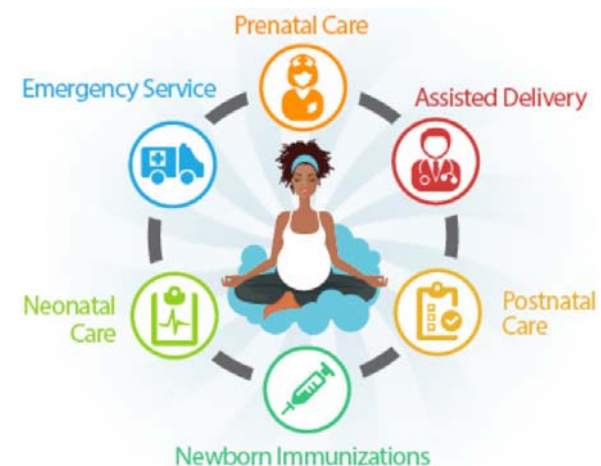 Prenatal Care
Emergency Service
Assisted Delivery
Neonatal
Care
Postnatal
Care
Newborn Immunizations